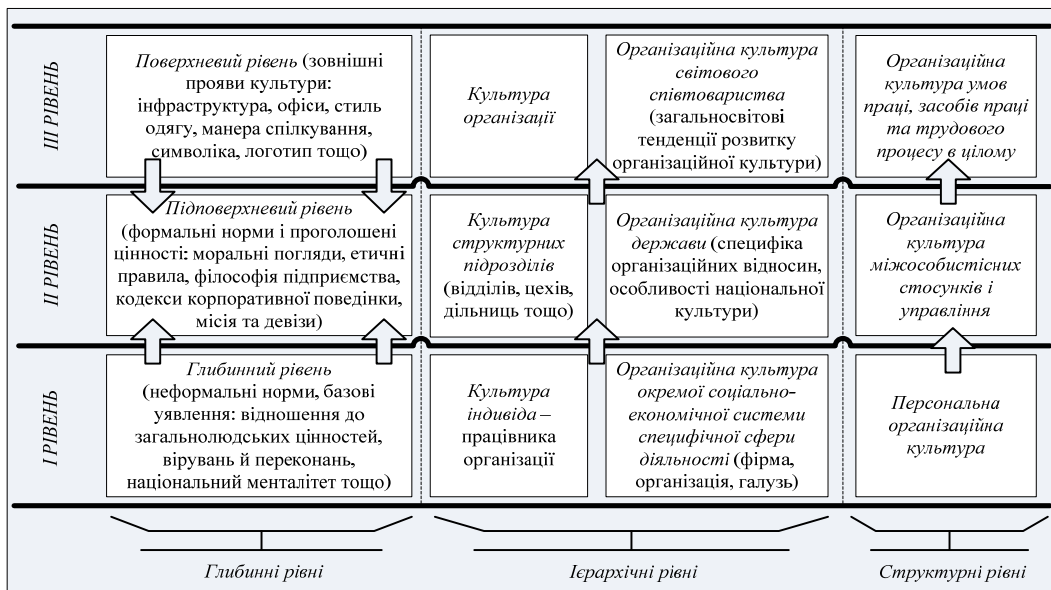 III РІВЕНЬ
Поверхневий рівень (зовнішні
прояви культури:
інфраструктура, офіси, стиль
одягу, манера спілкування,
символіка, логотип тощо)
Культура
організації
Організаційна культура
світового
співтовариства
(загальносвітові
тенденції розвитку
організаційної культури)
Організаційна
культура умов
праці, засобів праці
та трудового
процесу в цілому
II РІВЕНЬ
Підповерхневий рівень
(формальні норми і проголошені
цінності: моральні погляди, етичні
правила, філософія підприємства,
кодекси корпоративної поведінки,
місія та девізи)
Культура
структурних
підрозділів
(відділів, цехів,
дільниць тощо)
Організаційна культура
держави (специфіка
організаційних відносин,
особливості національної
культури)
Організаційна
культура
міжособистісних
стосунків і
управління
I РІВЕНЬ
Глибинний рівень
(неформальні норми, базові
уявлення: відношення до
загальнолюдських цінностей,
вірувань й переконань,
національний менталітет тощо)
Культура
індивіда –
працівника
організації
Організаційна культура
окремої соціально-
економічної системи
специфічної сфери
діяльності (фірма,
організація, галузь)
Персональна
організаційна
культура
Глибинні рівні
Ієрархічні рівні
Структурні рівні